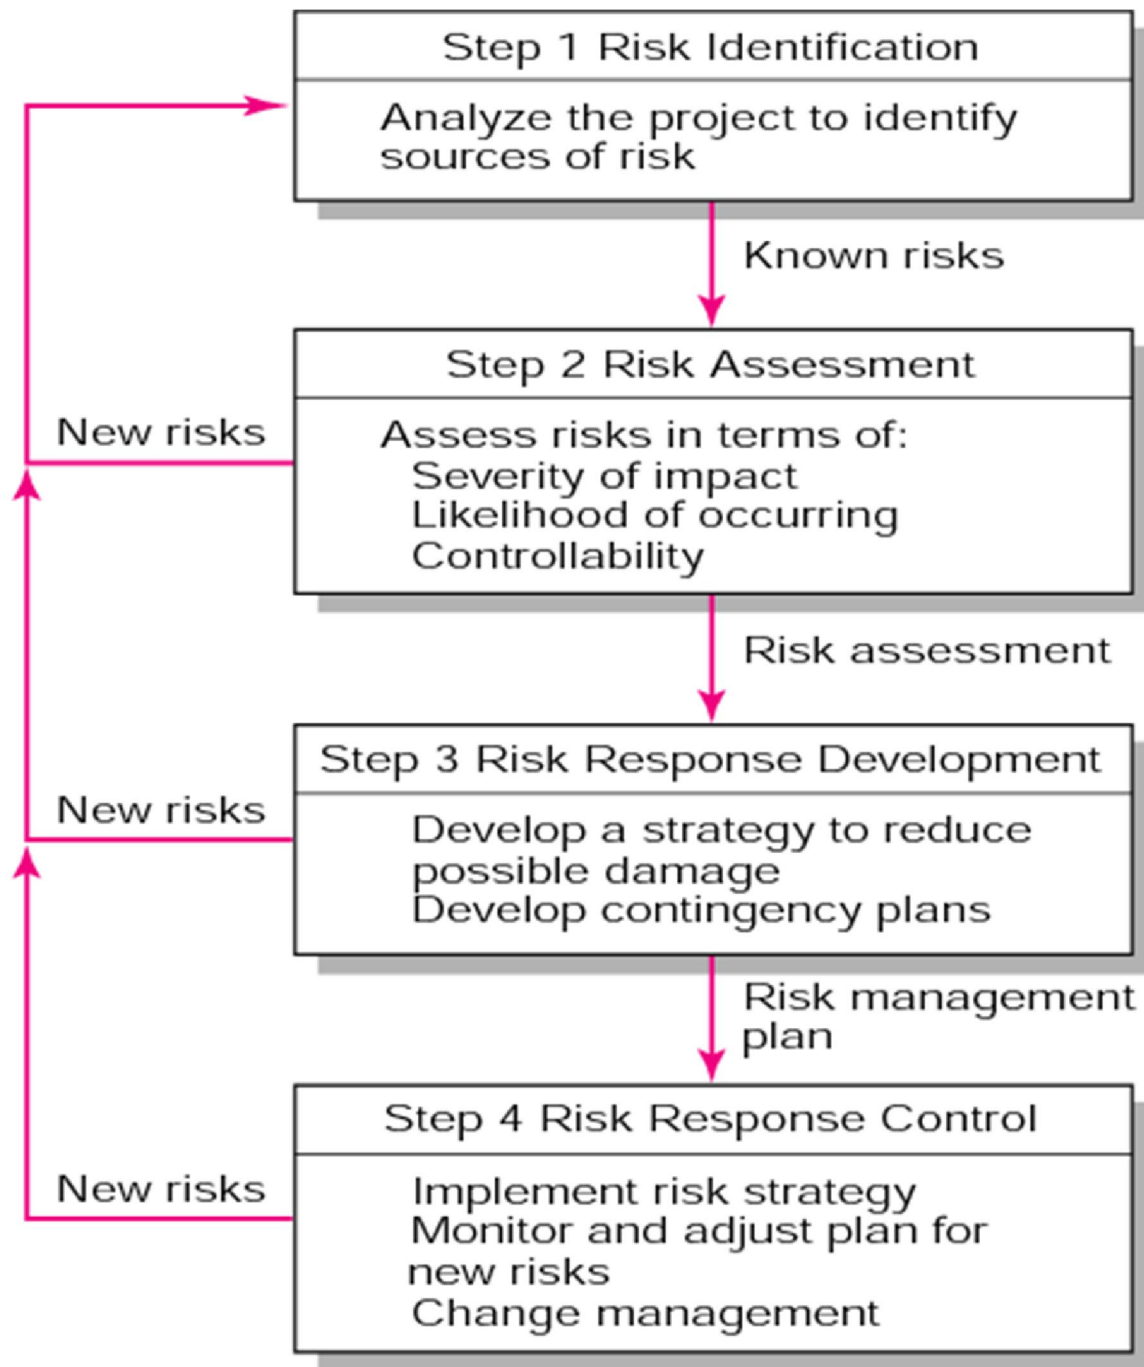 Step 1 Risk Identification
Analyze the project to identify
sources of risk
Known risks
Step 2 Risk Assessment
New risks
Assess risks in terms of:
Severity of impact
Likelihood of occurring
Controllability
Risk assessment
Step 3 Risk Response Development
New risks
Develop a strategy to reduce
possible damage
Develop contingency plans
Risk management
plan
Step 4 Risk Response Control
New risks
Implement risk strategy
Monitor and adjust plan for
new risks
Change management